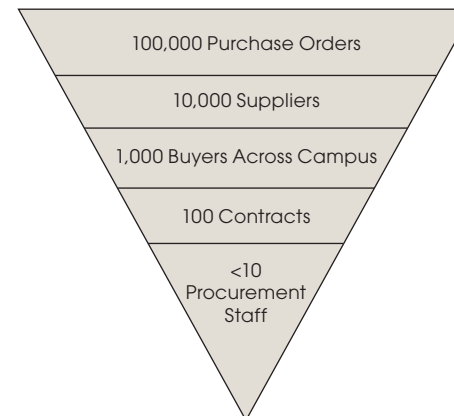 100,000 Purchase Orders
10,000 Suppliers
1,000 Buyers Across Campus
100 Contracts
<10
Procurement
Staff